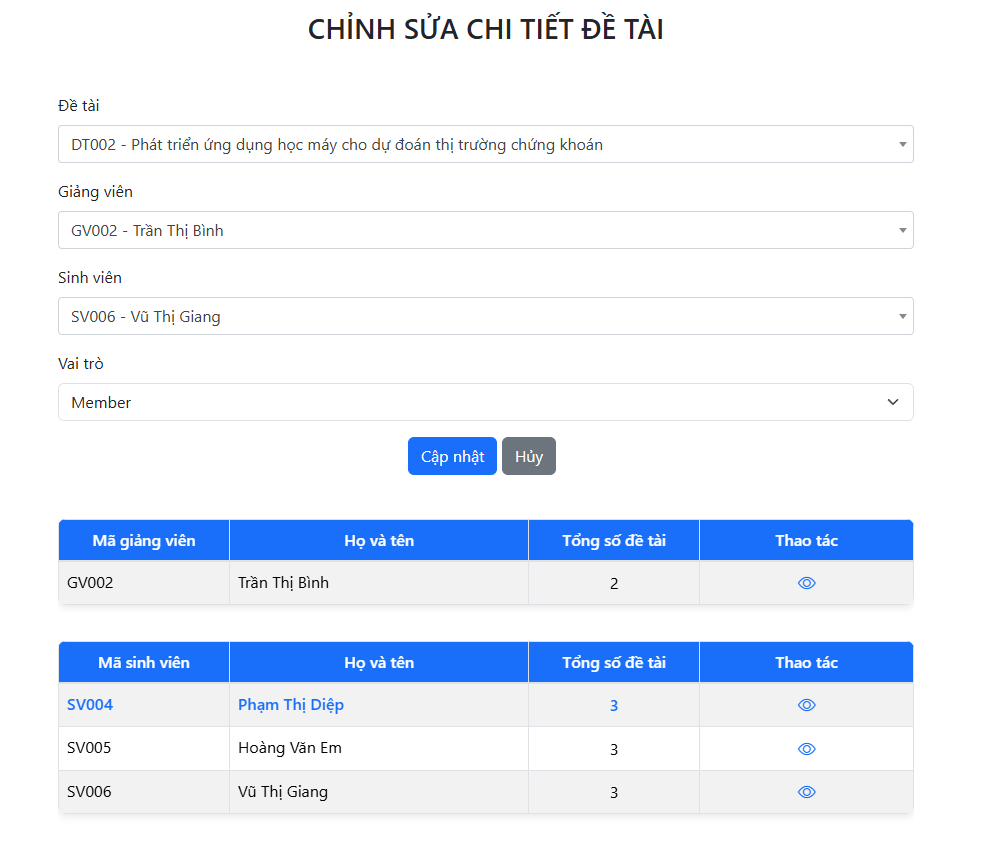 CHỈNH SỬA CHI TIẾT ĐỀ TÀI
Đề tài
DT002 - Phát triển ứng dụng học máy cho dự đoán thị trường chứng khoán
Giảng viên
GV002 - Trần Thị Bình
Sinh viên
SV006 - Vũ Thị Giang
Vai trò
Member
Cập nhật Hủy
Mã giảng viên Họ và tên Tổng số đề tài Thao tác
GV002 Trần Thị Bình 2
Mã sinh viên Họ và tên Tổng số đề tài Thao tác
SV004 Phạm Thị Diệp 3
SV005 Hoàng Văn Em 3
SV006 Vũ Thị Giang 3